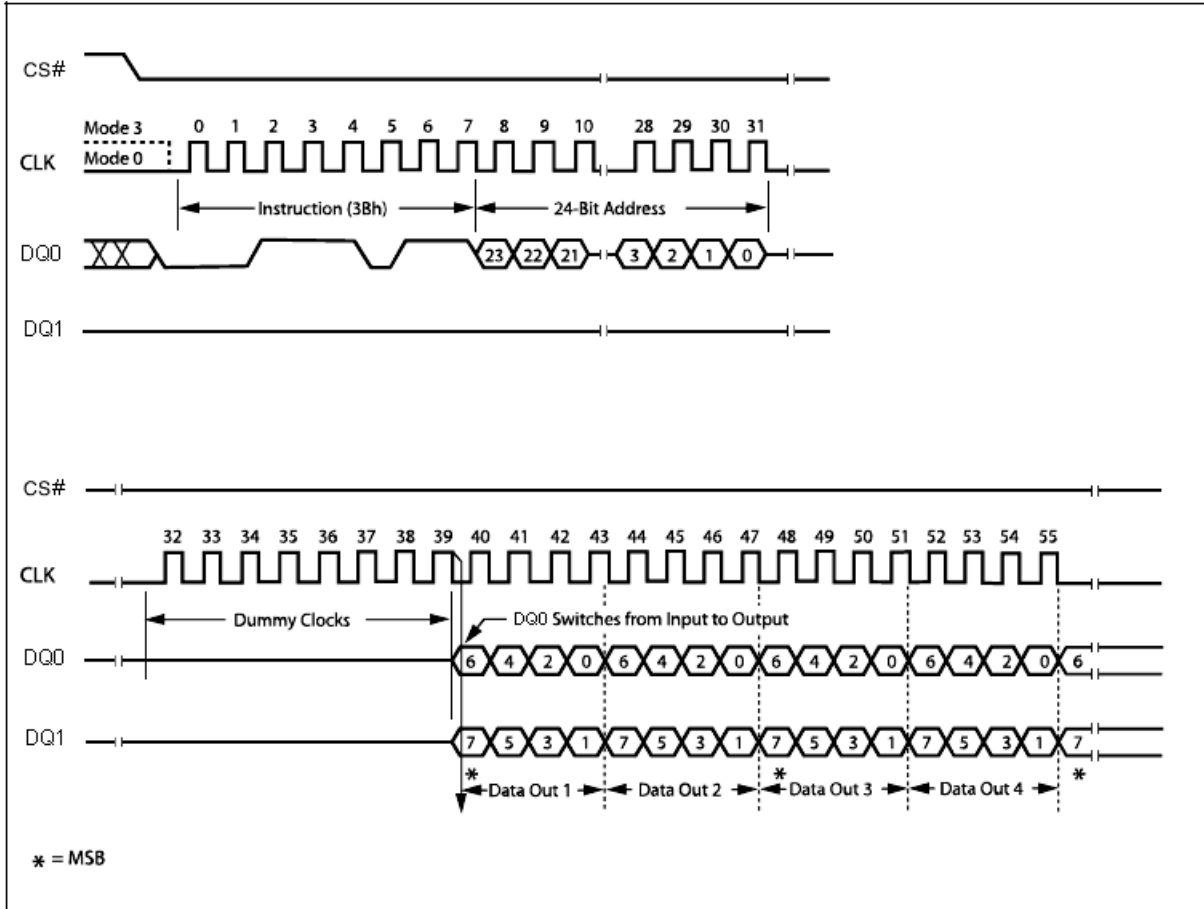 CS#
Mode 3
0 1 2 3 4 5 6 7 8 9 10 28 29 30 31
Mode 0
CLK
Instruction (3Bh) 24-Bit Address
DQ0 23 22 21 3 2 1 0
DQ1
CS#
32 33 34 35 36 37 38 39 40 41 42 43 44 45 46 47 48 49 50 51 52 53 54 55
CLK
Dummy Clocks DQ0 Switches from Input to Output
DQ0 6 4 2 0 6 4 2 0 6 4 2 0 6 4 2 0 6
DQ1 7 5 3 1 7 5 3 1 7 5 3 1 7 5 3 1 7
* * *
Data Out 1 Data Out 2 Data Out 3 Data Out 4
* = MSB